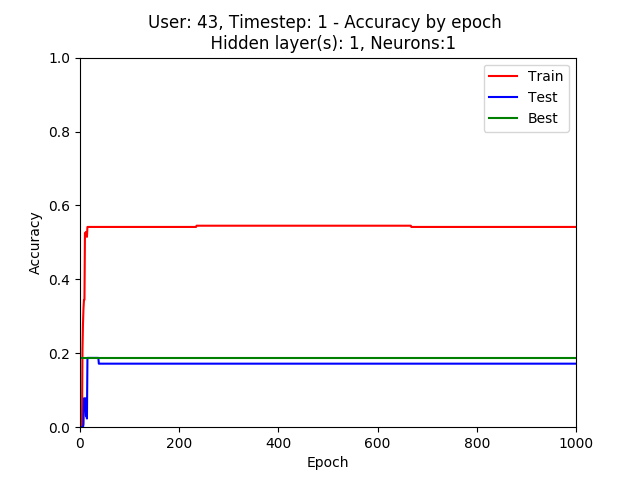 User: 43, Timestep: 1 - Accuracy by epoch
Hidden layer(s): 1, Neurons:1
1.0
0.8
0.6
0.4
0.2
0.0
Accuracy
Train
Test
Best
0 200 400 600 800 1000
Epoch